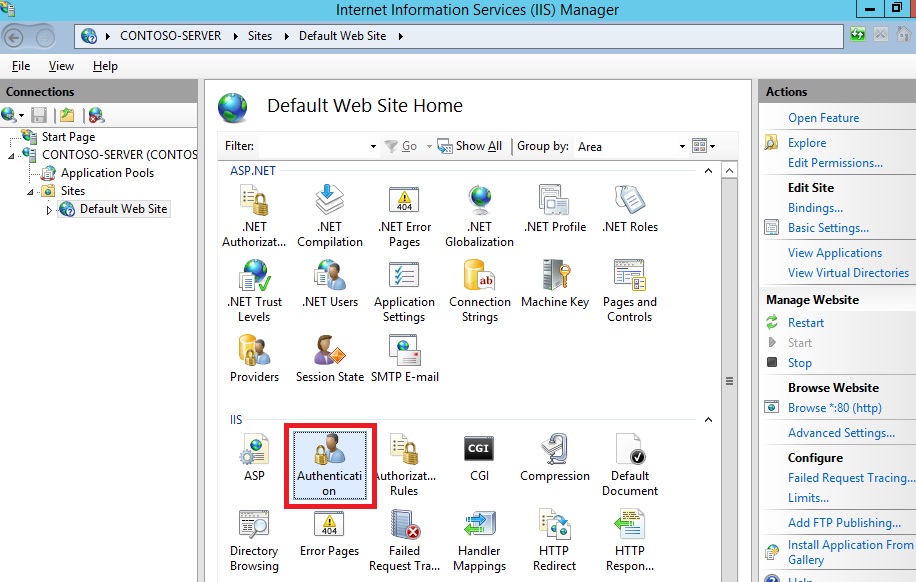 Internet Information Services (IIS) Manager
CONTOSO-SERVER
Sites
Default Web Site
File View Help
Connections
Start Page
CONTOSO-SERVER (CONTOS
Application Pools
Sites
Default Web Site
Default Web Site Home
Filter: Go Show All Group by: Area
ASP.NET
.NET Authorizat...
.NET Compilation
.NET Error Pages
.NET Globalization
.NET Profile
.NET Roles
.NET Trust Levels
.NET Users
Application Settings
Connection Strings
Machine Key
Pages and Controls
Providers
Session State
SMTP E-mail
IIS
ASP
Authenticati
on
Authorizat...
Rules
CGI
Compression
Default
Document
Directory
Browsing
Error Pages
Failed
Request Tra...
Handler
Mappings
HTTP
Redirect
HTTP
Respon...
Actions
Open Feature
Explore
Edit Permissions...
Edit Site
Bindings...
Basic Settings...
View Applications
View Virtual Directories
Manage Website
Restart
Start
Stop
Browse Website
Browse *:80 (http)
Advanced Settings...
Configure
Failed Request Tracing...
Limits...
Add FTP Publishing...
Install Application From
Gallery